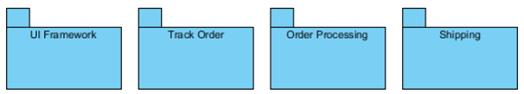 UI Framework
Track Order
Order Processing
Shipping